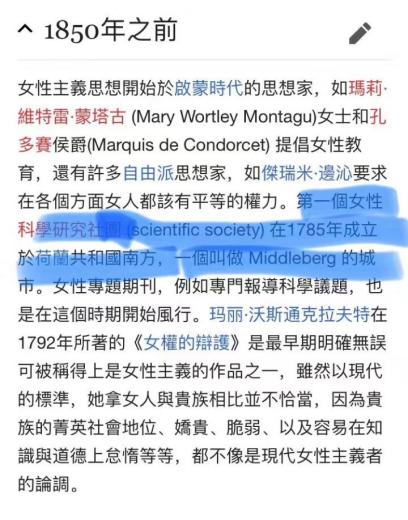 1850年之前
女性主義思想開始於啟蒙時代的思想家，如瑪莉·
維特雷·蒙塔古 (Mary Wortley Montagu)女士和孔
多賽侯爵(Marquis de Condorcet) 提倡女性教
育，還有許多自由派思想家，如傑瑞米·邊沁要求
在各個方面女人都該有平等的權力。第一個女性
科學研究社團 (scientific society) 在1785年成立
於荷蘭共和國南方，一個叫做 Middleberg 的城
市。女性專題期刊，例如專門報導科學議題，也
是在這個時期開始風行。玛丽·沃斯通克拉夫特在
1792年所著的《女權的辯護》是最早期明確無誤
可被稱得上是女性主義的作品之一，雖然以現代
的標準，她拿女人與貴族相比並不恰當，因為貴
族的菁英社會地位、嬌貴、脆弱、以及容易在知
識與道德上怠惰等等，都不像是現代女性主義者
的論調。